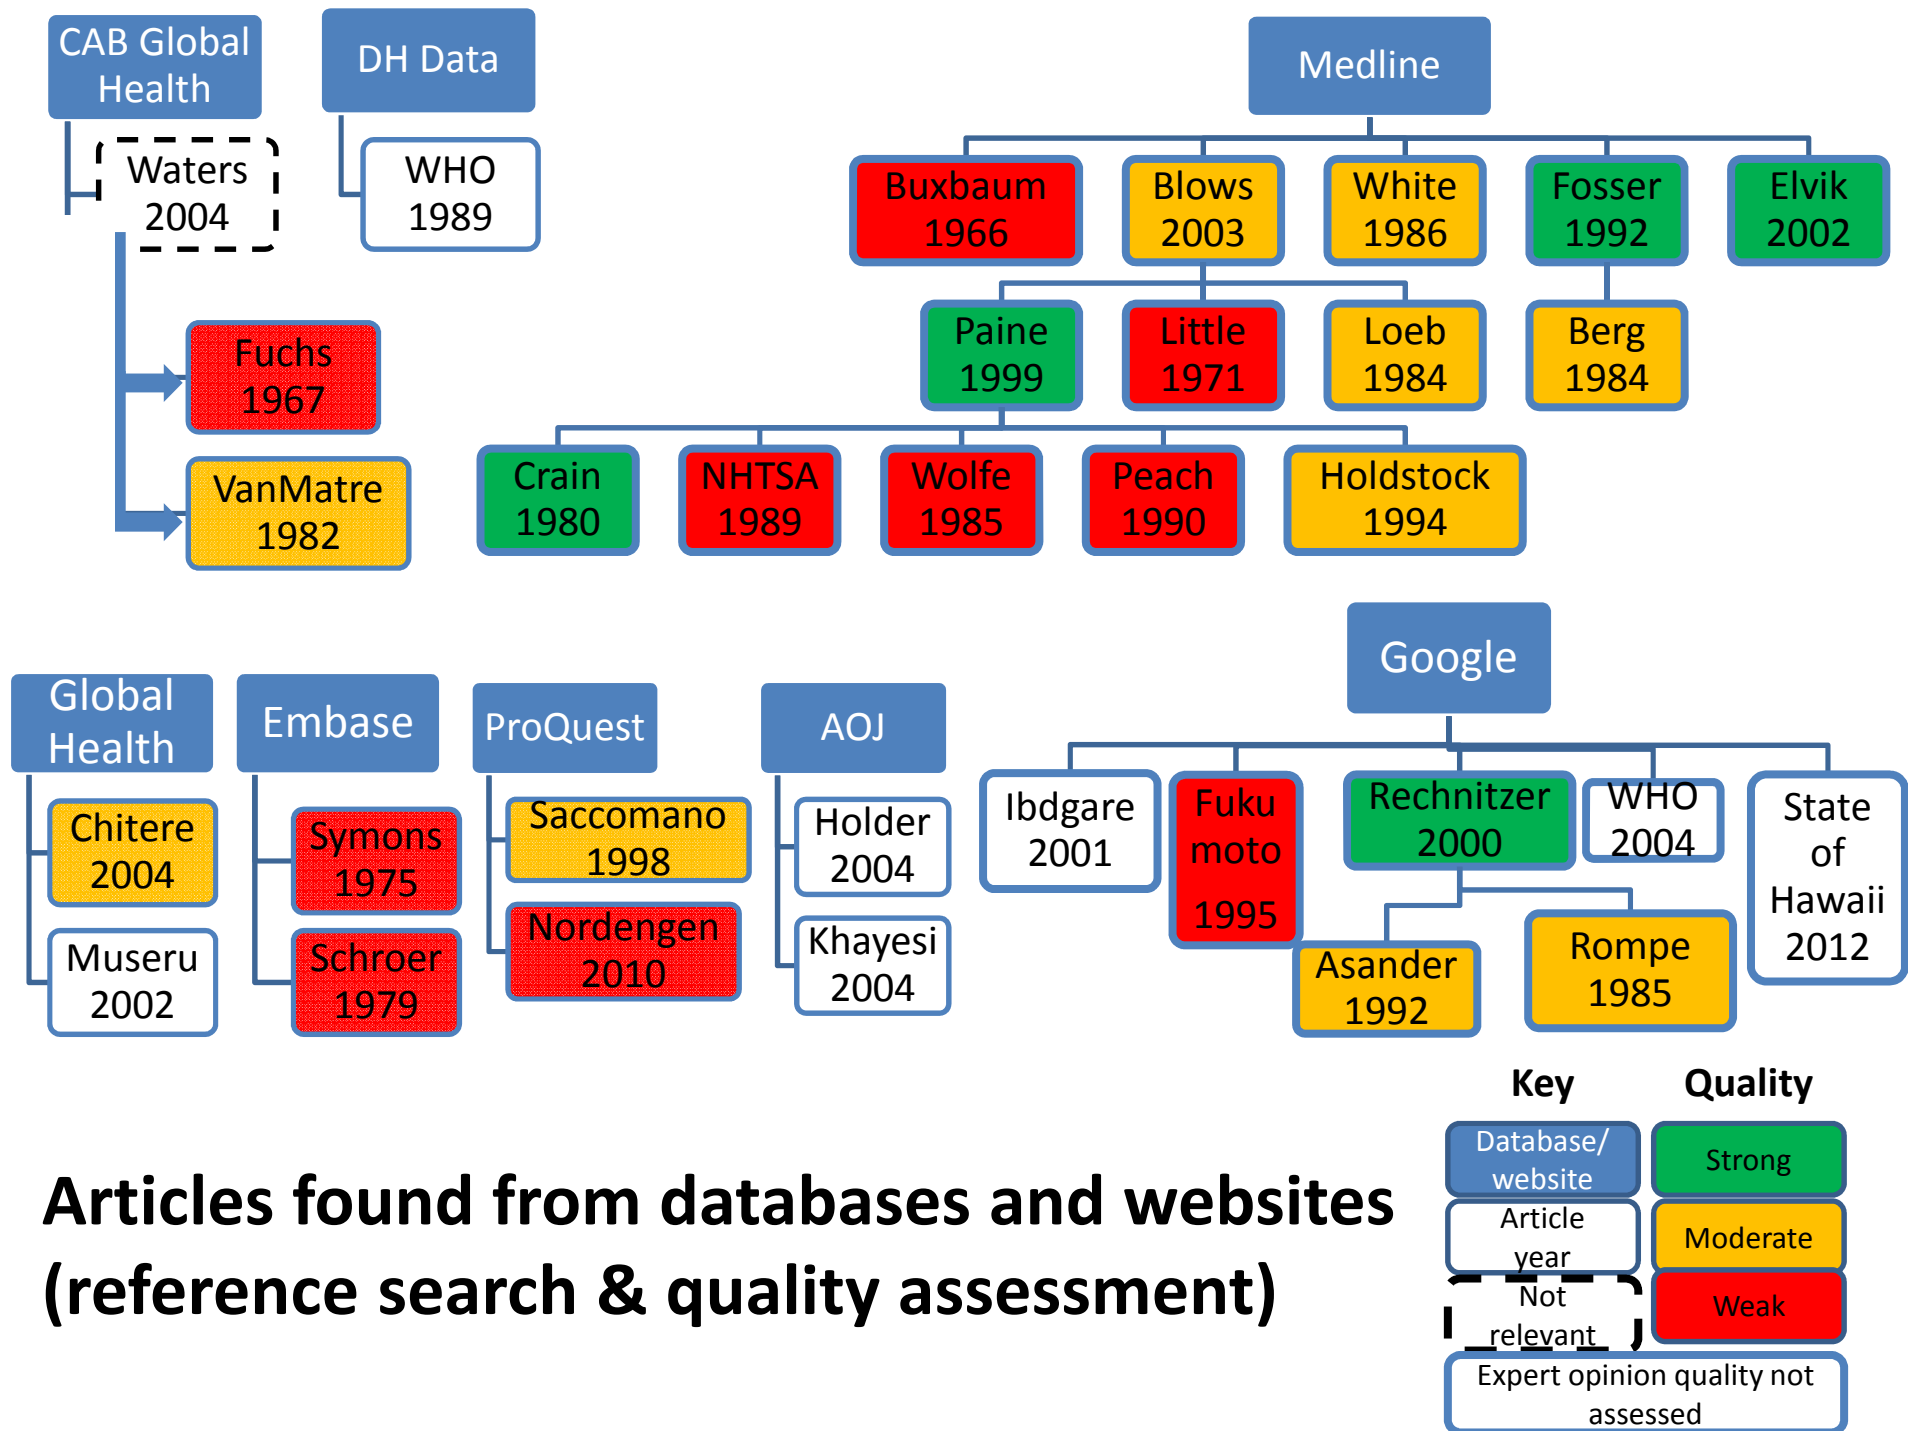 CAB Global
Health
DH Data
Medline
Waters
2004
WHO
1989
Buxbaum
1966
Blows
2003
White
1986
Fosser
1992
Elvik
2002
Fuchs
1967
VanMatre
1982
Paine
1999
Little
1971
Loeb
1984
Berg
1984
Crain
1980
NHTSA
1989
Wolfe
1985
Peach
1990
Holdstock
1994
Global
Health
Embase
ProQuest
AOJ
Google
Chitere
2004
Museru
2002
Symons
1975
Schroer
1979
Saccomano
1998
Nordengen
2010
Holder
2004
Khayesi
2004
Ibdgare
2001
Fuku
moto
1995
Rechnitzer
2000
WHO
2004
State
of
Hawaii
2012
Asander
1992
Rompe
1985
Key
Quality
Database/
website
Strong
Article
year
Moderate
Not
relevant
Weak
Expert opinion quality not
assessed
Articles found from databases and websites
(reference search & quality assessment)